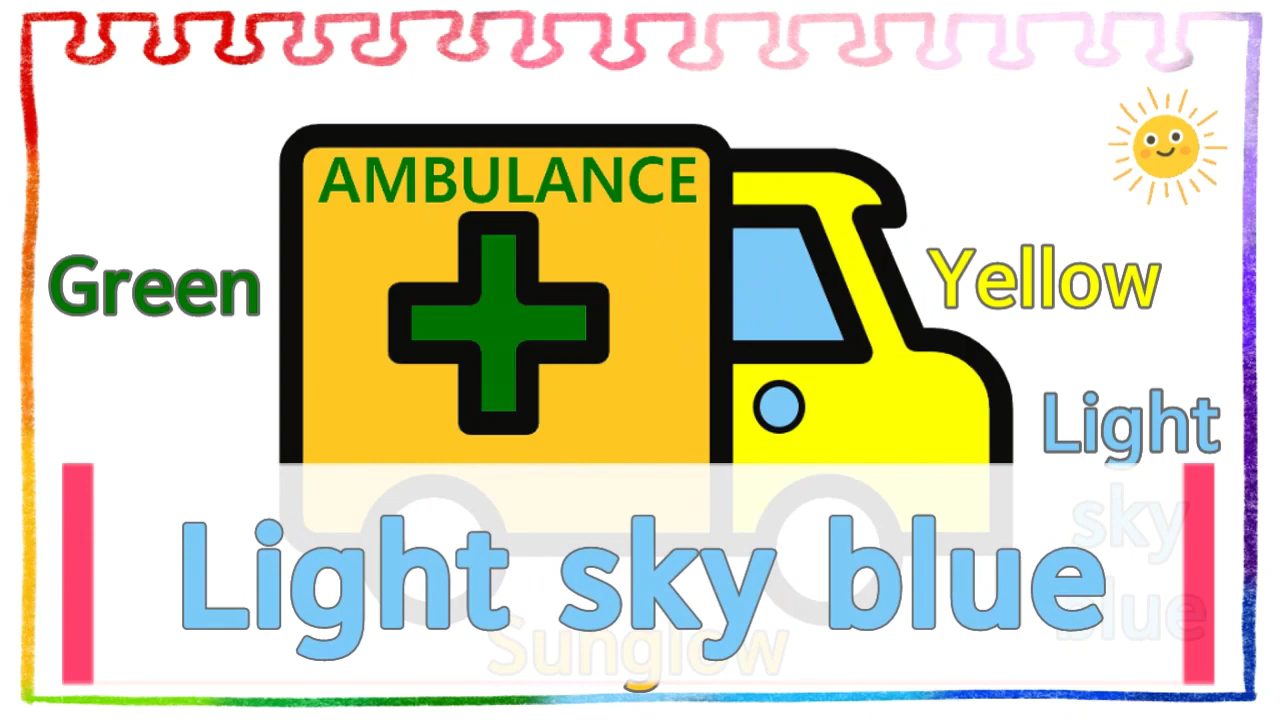 AMBULANCE
Green
Yellow
Light
sky
blue
Light sky blue
Sunglow